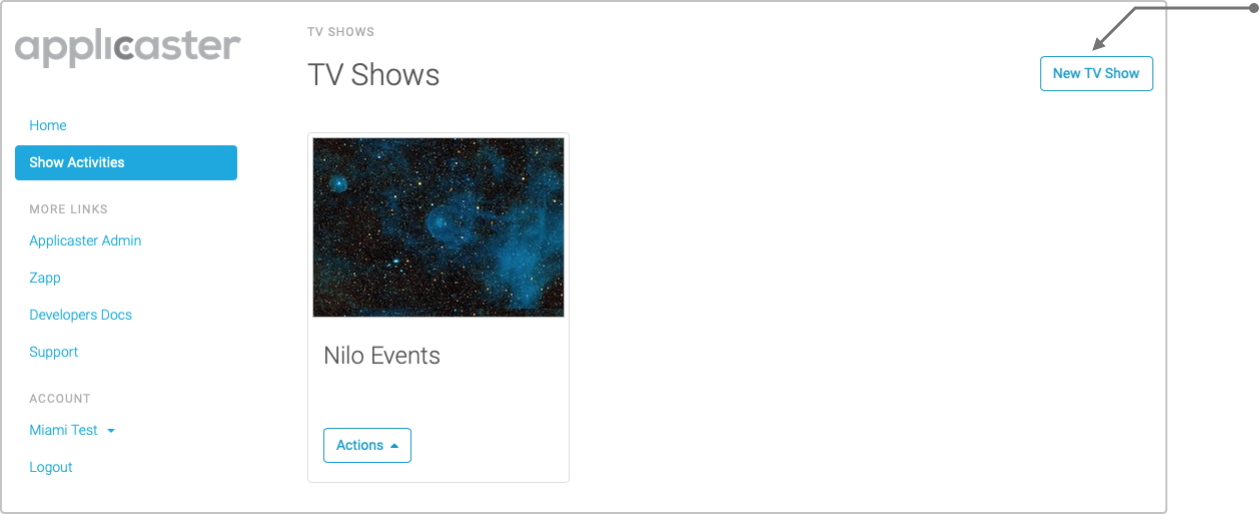 applicaster
Home
Show Activities
MORE LINKS
Applicaster Admin
Zapp
Developers Docs
Support
ACCOUNT
Miami Test
Logout
TV SHOWS
TV Shows
New TV Show
Nilo Events
Actions